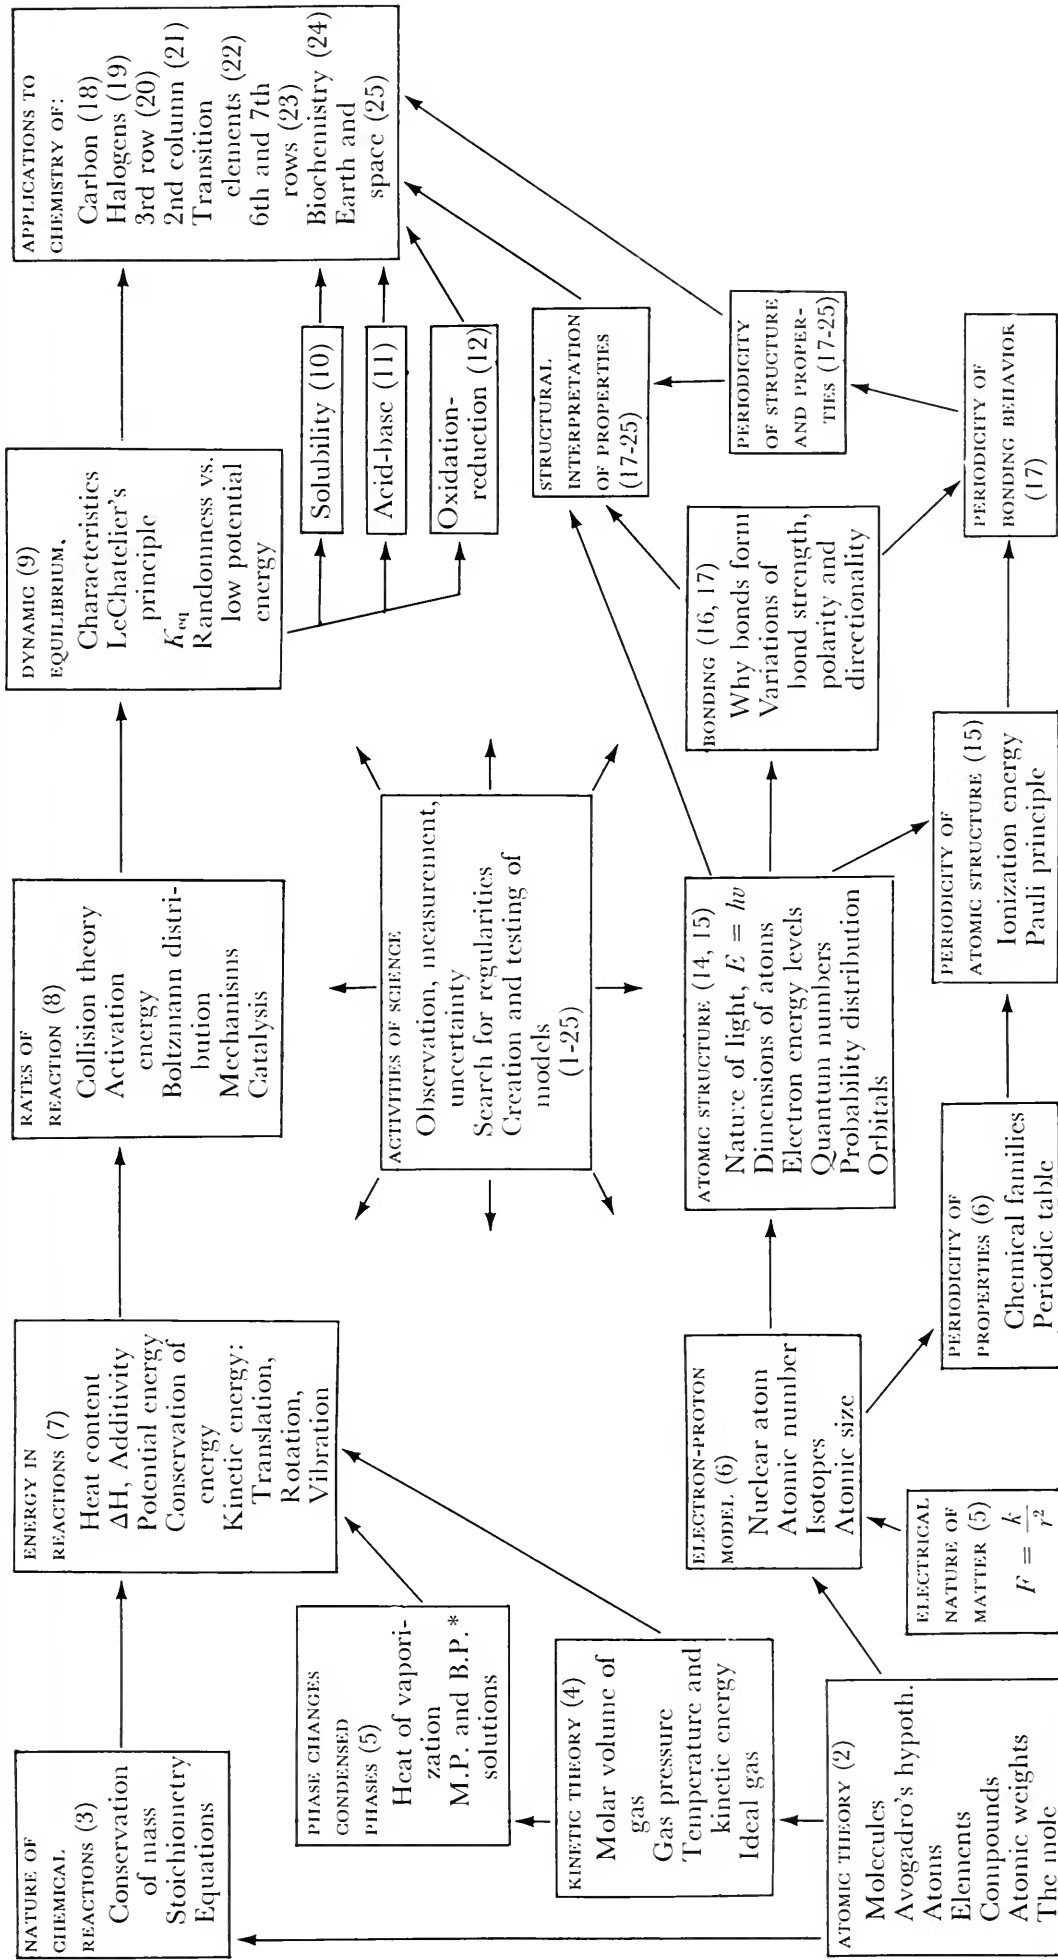 NATURE OF
CHEMICAL
REACTIONS (3)
Conservation
of mass
Stoichiometry
Equations
ENERGY IN
REACTIONS (7)
Heat content
ΔH, Additivity
Potential energy
Conservation of
energy
Kinetic energy:
Translation,
Rotation,
Vibration
RATES OF
REACTION (8)
Collision theory
Activation
energy
Boltzmann distri-
bution
Mechanisms
Catalysis
DYNAMIC (9)
EQUILIBRIUM,
Characteristics
LeChatelier's
principle
Keq
Randomness vs.
low potential
energy
APPLICATIONS TO
CHEMISTRY OF:
Carbon (18)
Halogens (19)
3rd row (20)
2nd column (21)
Transition
elements (22)
6th and 7th
rows (23)
Biochemistry (24)
Earth and
space (25)
Solubility (10)
Acid-base (11)
Oxidation-
reduction (12)
PHASE CHANGES
CONDENSED
PHASES (5)
Heat of vapori-
zation
M.P. and B.P. *
solutions
ACTIVITIES OF SCIENCE
Observation, measurement,
uncertainty
Search for regularities
Creation and testing of
models
(1-25)
KINETIC THEORY (4)
Molar volume of
gas
Gas pressure
Temperature and
kinetic energy
Ideal gas
STRUCTURAL
INTERPRETATION
OF PROPERTIES
(17-25)
ELECTRON-PROTON
MODEL (6)
Nuclear atom
Atomic number
Isotopes
Atomic size
ATOMIC STRUCTURE (14, 15)
Nature of light, E = hν
Dimensions of atoms
Electron energy levels
Quantum numbers
Probability distribution
Orbitals
BONDING (16, 17)
Why bonds form
Variations of
bond strength,
polarity and
directionality
PERIODICITY
OF STRUCTURE
AND PROPER-
TIES (17-25)
ATOMIC THEORY (2)
Molecules
Avogadro's hypoth.
Atoms
Elements
Compounds
Atomic weights
The mole
ELECTRICAL
NATURE OF
MATTER (5)
F = k/r²
PERIODICITY OF
PROPERTIES (6)
Chemical families
Periodic table
PERIODICITY OF
ATOMIC STRUCTURE (15)
Ionization energy
Pauli principle
PERIODICITY OF
BONDING BEHAVIOR
(17)